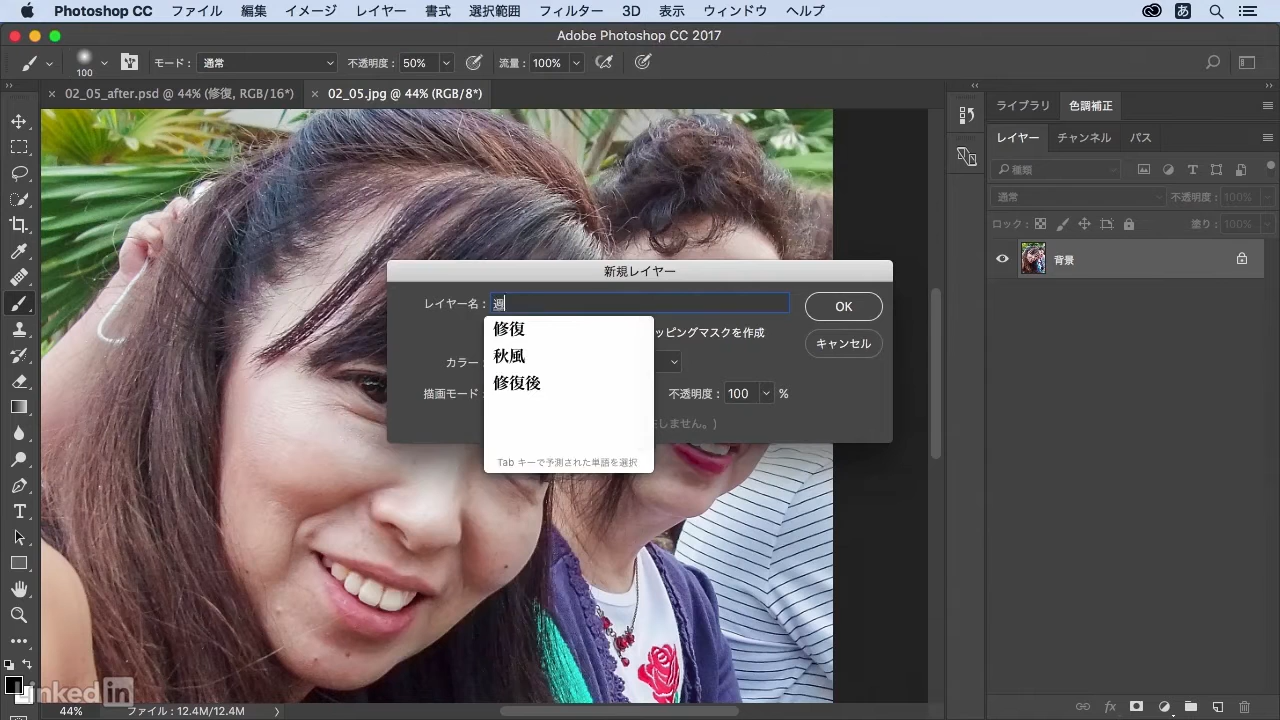 Photoshop CC ファイル 編集 イメージ レイヤー 書式 選択範囲 フィルター 3D 表示 ウィンドウ ヘルプ あ
Adobe Photoshop CC 2017
100 モード: 通常 不透明度: 50% 流量: 100%
× 02_05_after.psd @ 44% (修復, RGB/16*) × 02_05.jpg @ 44% (RGB/8*)
ライブラリ 色調補正
レイヤー チャンネル パス
種類
通常 不透明度: 100%
ロック: 塗り: 100%
背景
新規レイヤー
レイヤー名: 週
OK
修復
ッピングマスクを作成
キャンセル
秋風
カラー:
修復後
描画モード: 不透明度: 100 %
しません。)
Tab キーで予測された単語を選択
Linked in
44% ファイル: 12.4M/12.4M
fx